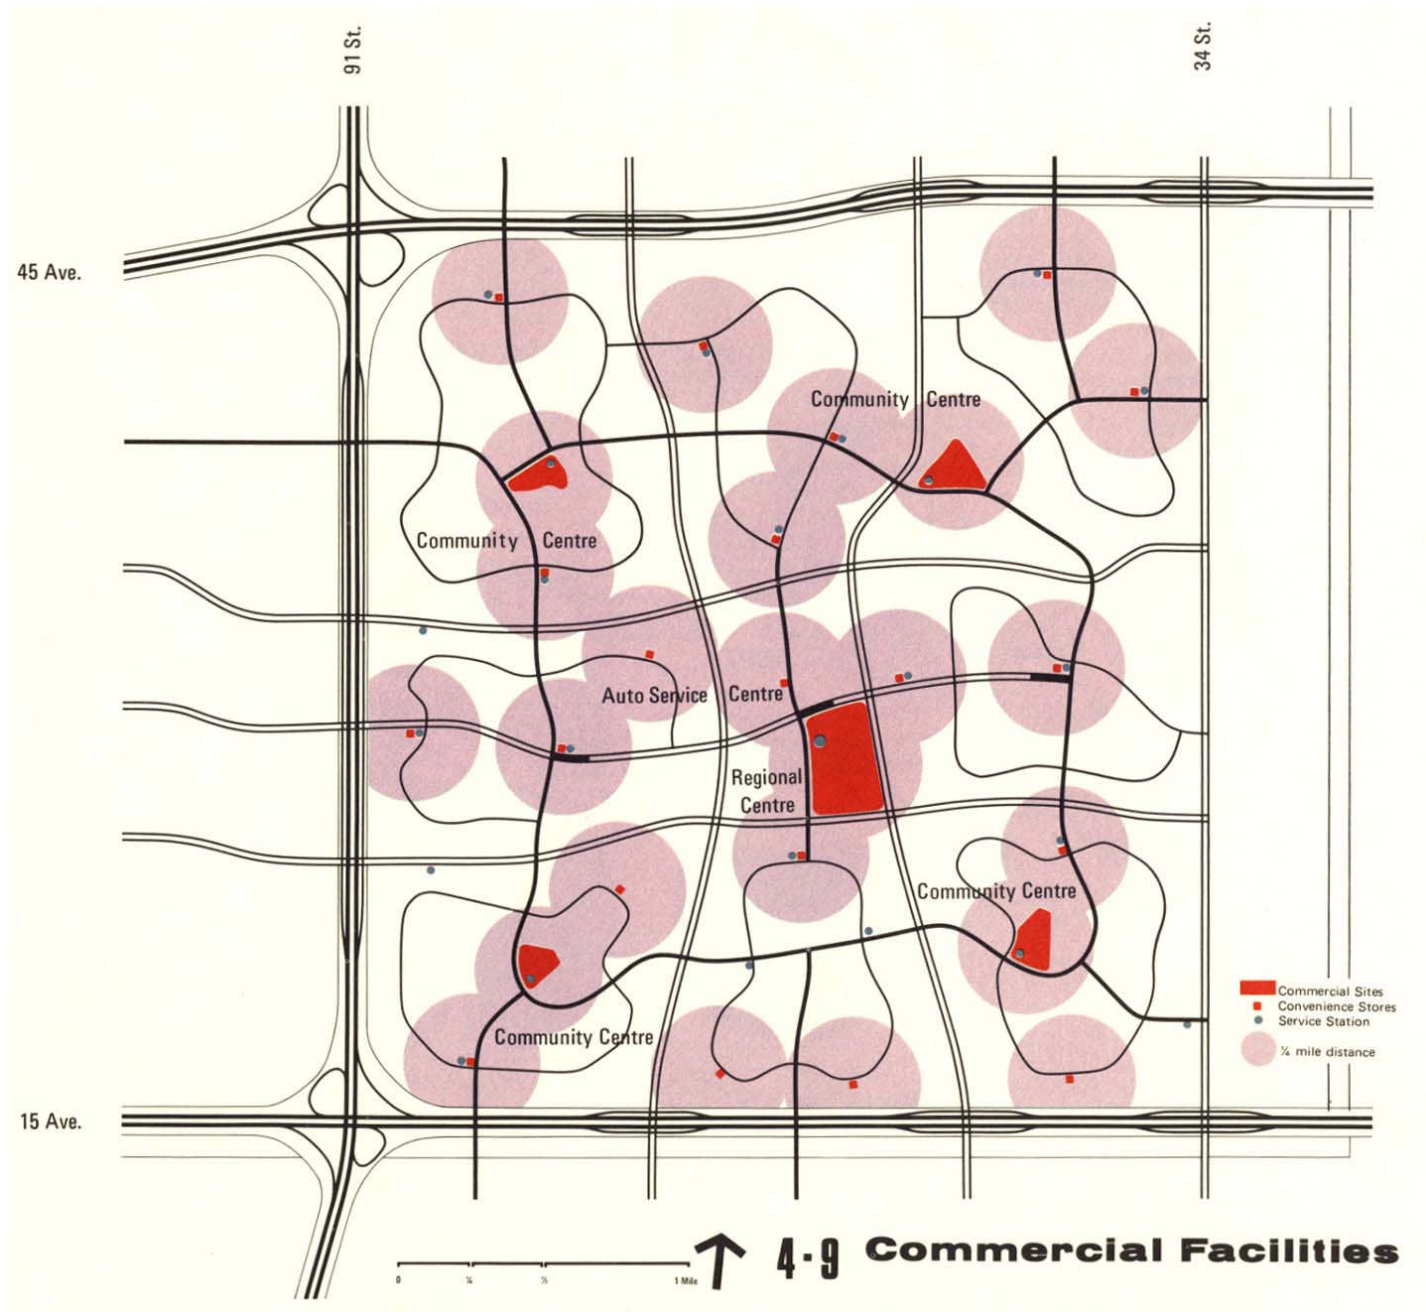 91 St.
34 St.
45 Ave.
Community Centre
Community Centre
Auto Service Centre
Regional
Centre
Community Centre
Community Centre
Commercial Sites
Convenience Stores
Service Station
¼ mile distance
15 Ave.
0 ¼ ½ 1 Mile
4-9 Commercial Facilities